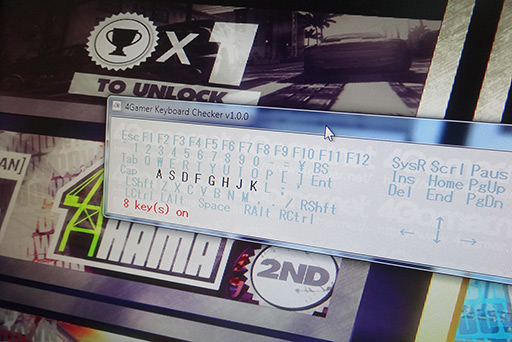 X 1
TO UNLOCK
4Gamer Keyboard Checker v1.0.0
Esc F1 F2 F3 F4 F5 F6 F7 F8 F9 F10 F11 F12
1 2 3 4 5 6 7 8 9 0 - = ¥ BS
Tab Q W E R T Y U I O P [ ] Ent
Cap A S D F G H J K L ;
LShft Z X C V B N M , . / RShft
LAlt Space RAlt RCtrl
SysR Scrl Paus
Ins Home PgUp
Del End PgDn
← ↑ ↓ →
8 key(s) on
AN]
HAMA
2ND